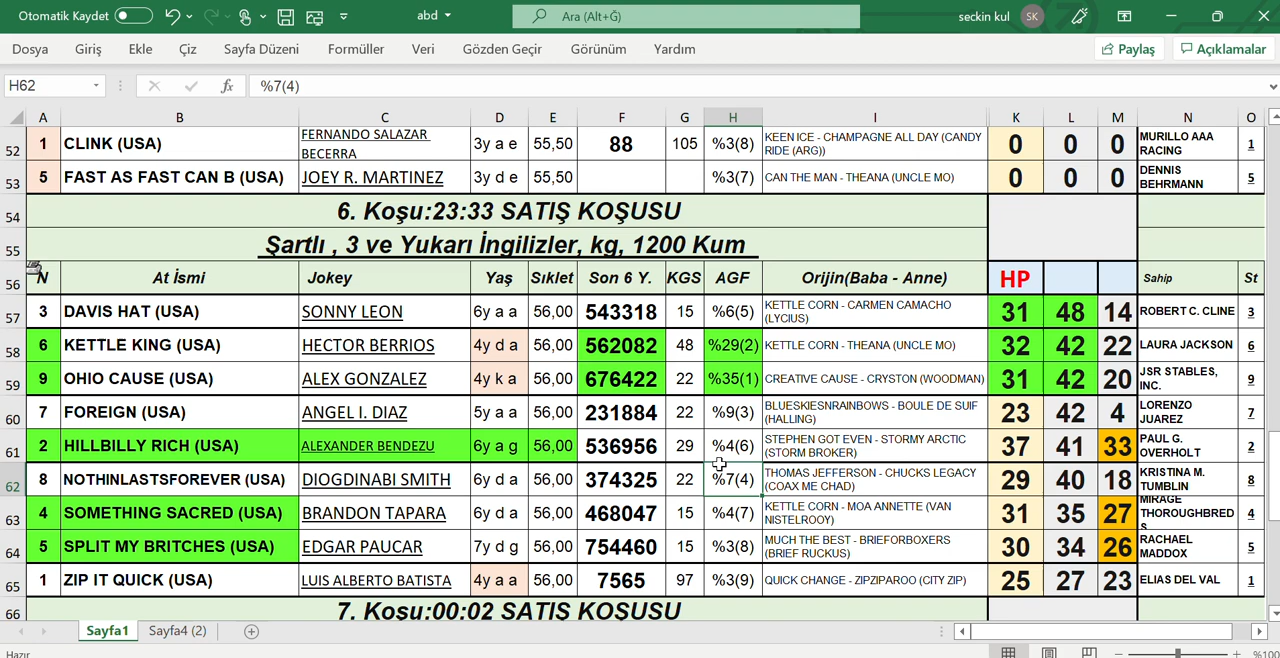 Otomatik Kaydet abd Ara (Alt+Ğ) seckin kul SK
Dosya Giriş Ekle Çiz Sayfa Düzeni Formüller Veri Gözden Geçir Görünüm Yardım Paylaş Açıklamalar
H62 fx %7(4)
A B C D E F G H I K L M N O
52 1 CLINK (USA) FERNANDO SALAZAR BECERRA 3y a e 55,50 88 105 %3(8) KEEN ICE - CHAMPAGNE ALL DAY (CANDY RIDE (ARG)) 0 0 0 MURILLO AAA RACING 1
53 5 FAST AS FAST CAN B (USA) JOEY R. MARTINEZ 3y d e 55,50 %3(7) CAN THE MAN - THEANA (UNCLE MO) 0 0 0 DENNIS BEHRMANN 5
54 6. Koşu:23:33 SATIŞ KOŞUSU
55 Şartlı , 3 ve Yukarı İngilizler, kg, 1200 Kum
56 N At İsmi Jokey Yaş Sıklet Son 6 Y. KGS AGF Orijin(Baba - Anne) HP Sahip St
57 3 DAVIS HAT (USA) SONNY LEON 6y a a 56,00 543318 15 %6(5) KETTLE CORN - CARMEN CAMACHO (LYCIUS) 31 48 14 ROBERT C. CLINE 3
58 6 KETTLE KING (USA) HECTOR BERRIOS 4y d a 56,00 562082 48 %29(2) KETTLE CORN - THEANA (UNCLE MO) 32 42 22 LAURA JACKSON 6
59 9 OHIO CAUSE (USA) ALEX GONZALEZ 4y k a 56,00 676422 22 %35(1) CREATIVE CAUSE - CRYSTON (WOODMAN) 31 42 20 JSR STABLES, INC. 9
60 7 FOREIGN (USA) ANGEL I. DIAZ 5y a a 56,00 231884 22 %9(3) BLUESKIESNRAINBOWS - BOULE DE SUIF (HALLING) 23 42 4 LORENZO JUAREZ 7
61 2 HILLBILLY RICH (USA) ALEXANDER BENDEZU 6y a g 56,00 536956 29 %4(6) STEPHEN GOT EVEN - STORMY ARCTIC (STORM BROKER) 37 41 33 PAUL G. OVERHOLT 2
62 8 NOTHINLASTSFOREVER (USA) DIOGDINABI SMITH 6y d a 56,00 374325 22 %7(4) THOMAS JEFFERSON - CHUCKS LEGACY (COAX ME CHAD) 29 40 18 KRISTINA M. TUMBLIN 8
63 4 SOMETHING SACRED (USA) BRANDON TAPARA 6y d a 56,00 468047 15 %4(7) KETTLE CORN - MOA ANNETTE (VAN NISTELROOY) 31 35 27 MIRAGE THOROUGHBREDS 4
64 5 SPLIT MY BRITCHES (USA) EDGAR PAUCAR 7y d g 56,00 754460 15 %3(8) MUCH THE BEST - BRIEFORBOXERS (BRIEF RUCKUS) 30 34 26 RACHAEL MADDOX 5
65 1 ZIP IT QUICK (USA) LUIS ALBERTO BATISTA 4y a a 56,00 7565 97 %3(9) QUICK CHANGE - ZIPZIPAROO (CITY ZIP) 25 27 23 ELIAS DEL VAL 1
66 7. Koşu:00:02 SATIŞ KOŞUSU
Sayfa1 Sayfa4 (2)
Hazır %100